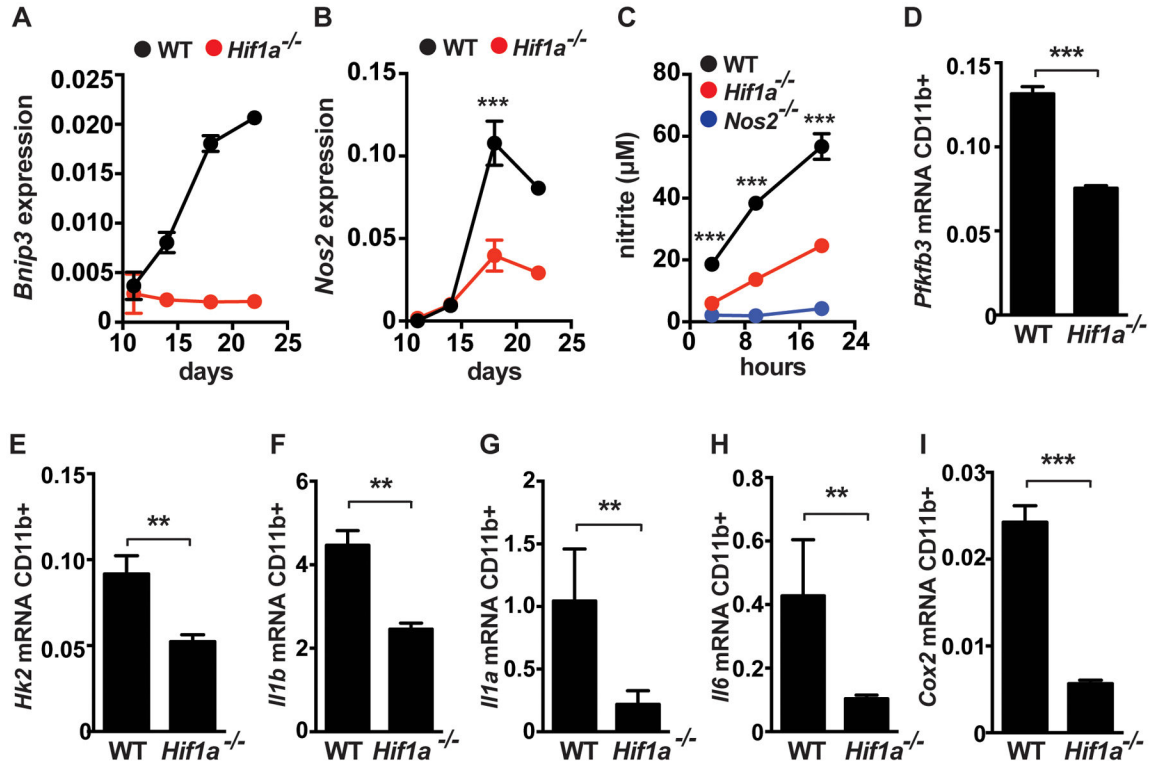 A
WT Hif1a-/-
Bnip3 expression
0.025
0.020
0.015
0.010
0.005
0
10 15 20 25
days
B
WT Hif1a-/-
Nos2 expression
0.15
0.10
0.05
0
***
10 15 20 25
days
C
WT
Hif1a-/-
Nos2-/-
nitrite (µM)
80
60
40
20
0
***
***
***
0 8 16 24
hours
D
Pfkfb3 mRNA CD11b+
0.15
0.10
0.05
0
***
WT Hif1a-/-
E
Hk2 mRNA CD11b+
0.15
0.10
0.05
0
**
WT Hif1a-/-
F
Il1b mRNA CD11b+
6
4
2
0
**
WT Hif1a-/-
G
Il1a mRNA CD11b+
2
1.5
1.0
0.5
0
**
WT Hif1a-/-
H
Il6 mRNA CD11b+
0.8
0.6
0.4
0.2
0
**
WT Hif1a-/-
I
Cox2 mRNA CD11b+
0.03
0.02
0.01
0
***
WT Hif1a-/-